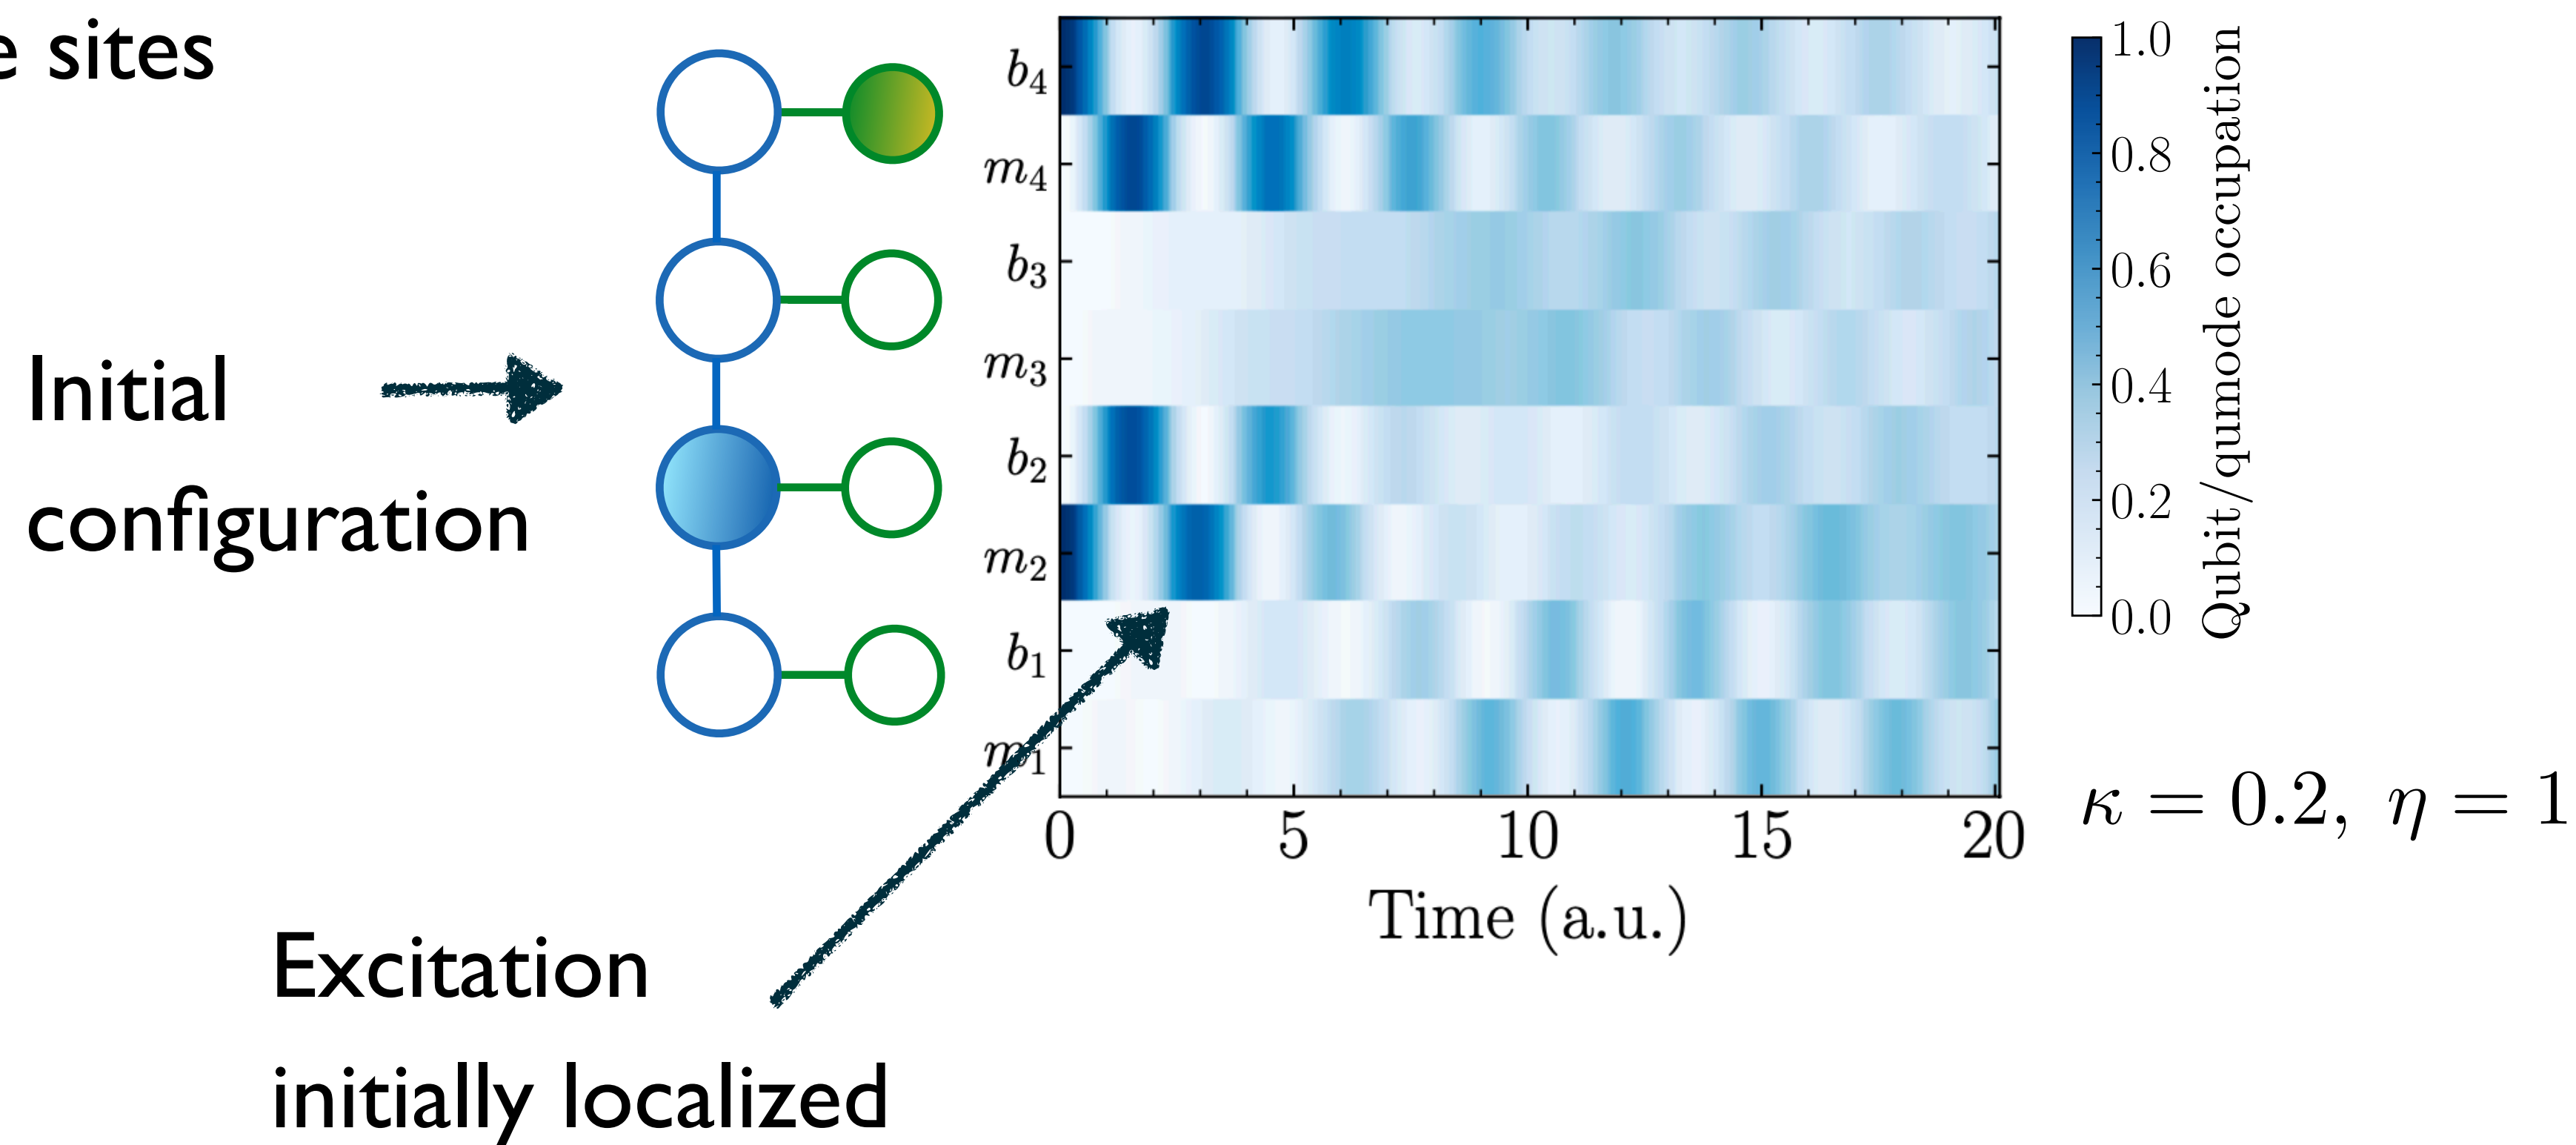 e sites
Initial
configuration
Excitation
initially localized
b₄
m₄
b₃
m₃
b₂
m₂
b₁
m₁
0 5 10 15 20
Time (a.u.)
1.0
0.8
0.6
0.4
0.2
0.0
Qubit/qumode occupation
κ = 0.2, η = 1